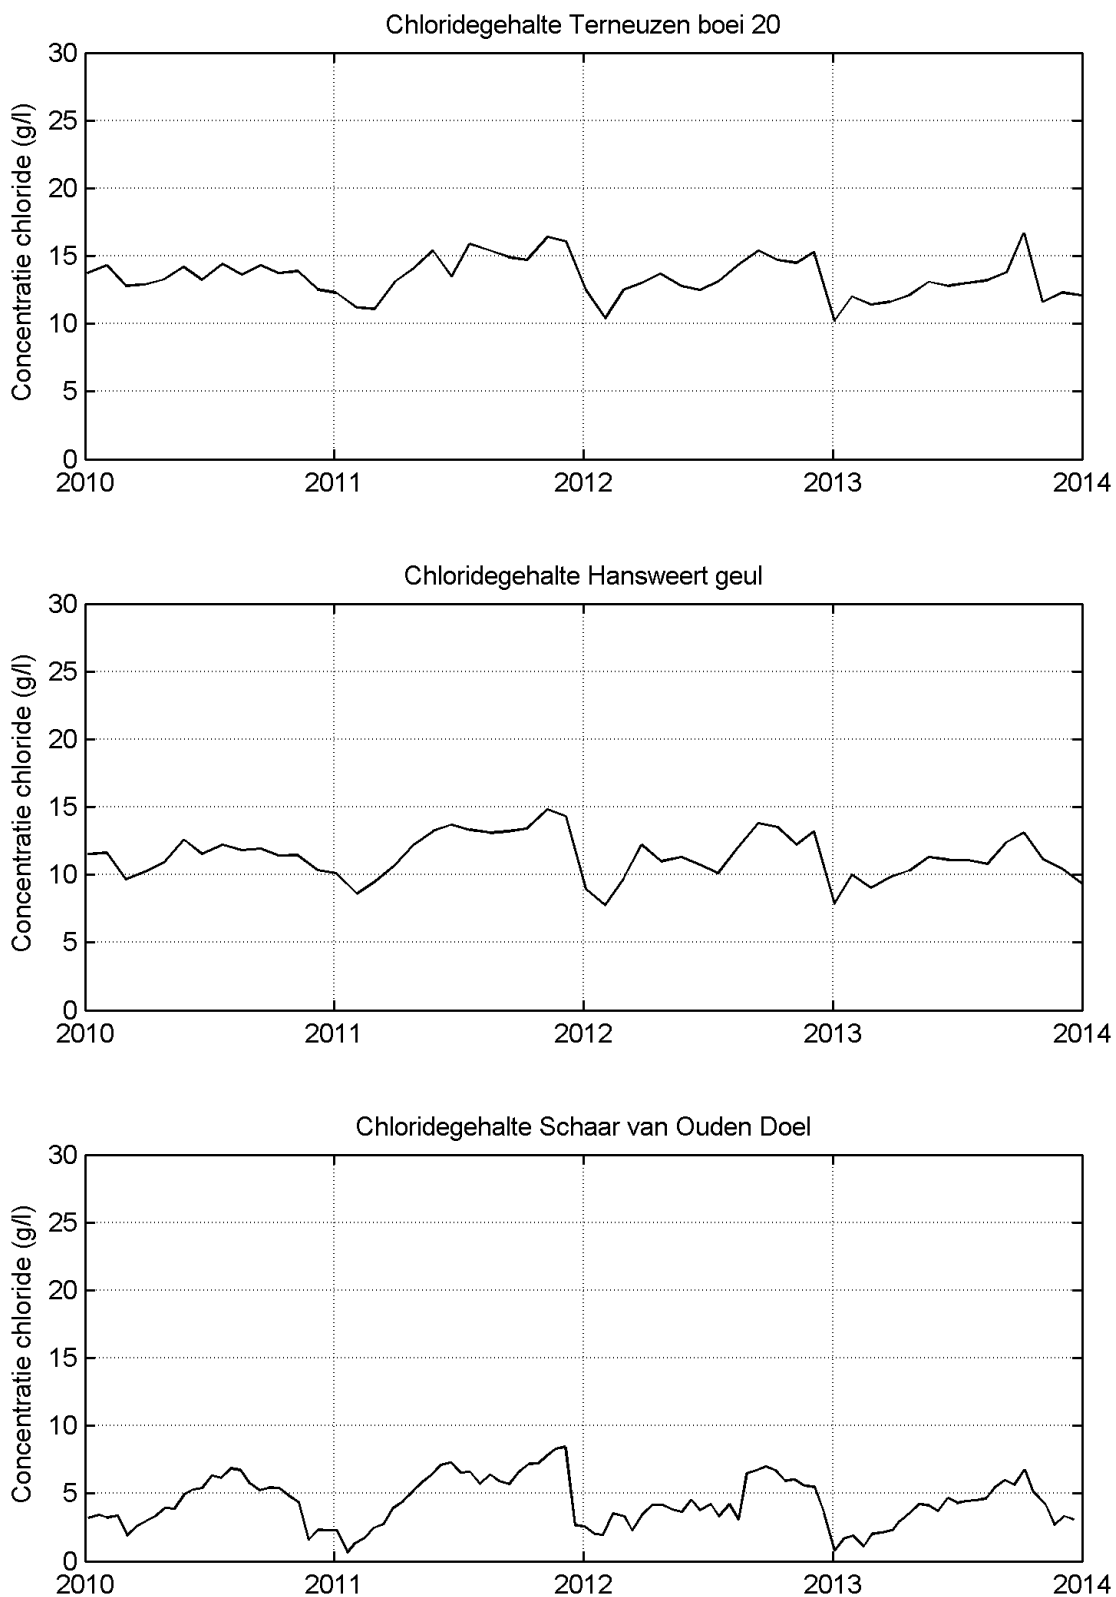 Chloridegehalte Terneuzen boei 20
Concentratie chloride (g/l)
30
25
20
15
10
5
0
2010 2011 2012 2013 2014
Chloridegehalte Hansweert geul
Concentratie chloride (g/l)
30
25
20
15
10
5
0
2010 2011 2012 2013 2014
Chloridegehalte Schaar van Ouden Doel
Concentratie chloride (g/l)
30
25
20
15
10
5
0
2010 2011 2012 2013 2014